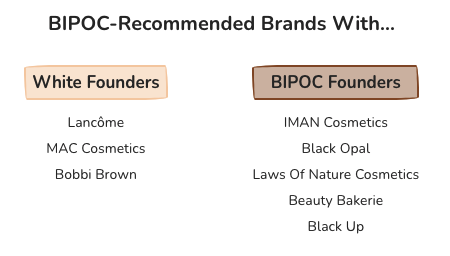 BIPOC-Recommended Brands With...
White Founders
Lancôme
MAC Cosmetics
Bobbi Brown
BIPOC Founders
IMAN Cosmetics
Black Opal
Laws Of Nature Cosmetics
Beauty Bakerie
Black Up